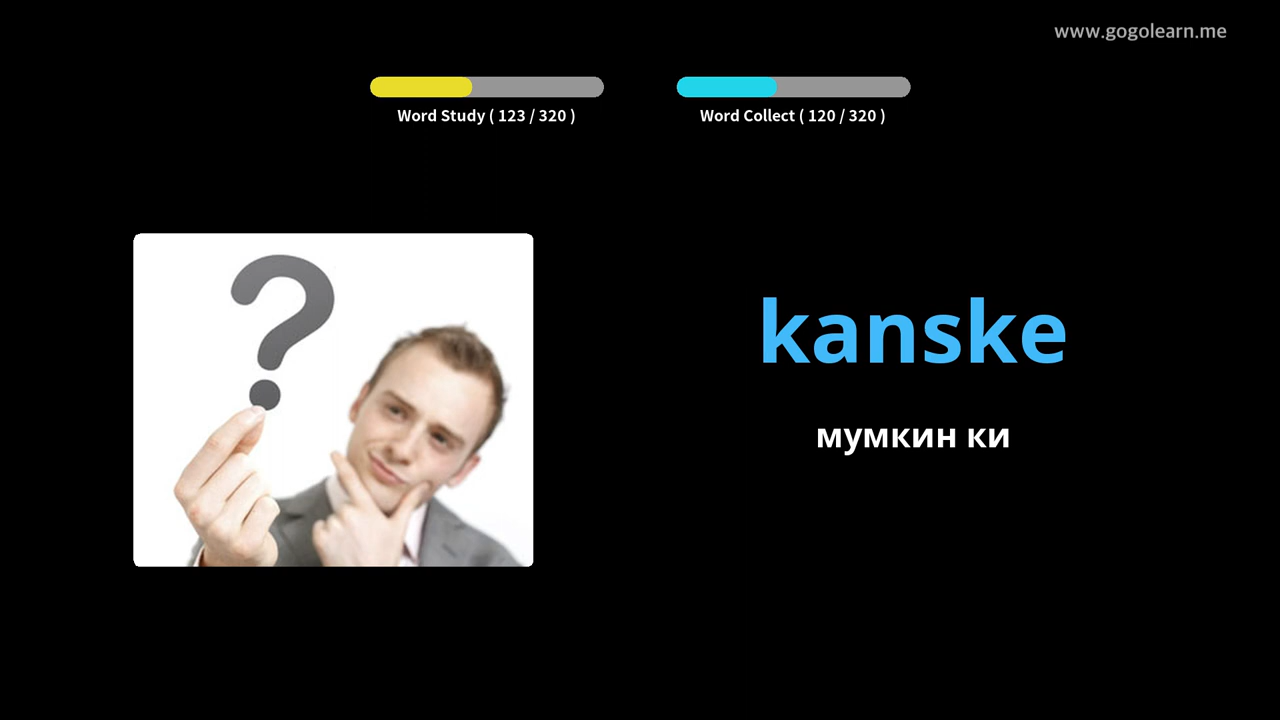 www.gogolearn.me
Word Study ( 123 / 320 )
Word Collect ( 120 / 320 )
?
kanske
мумкин ки